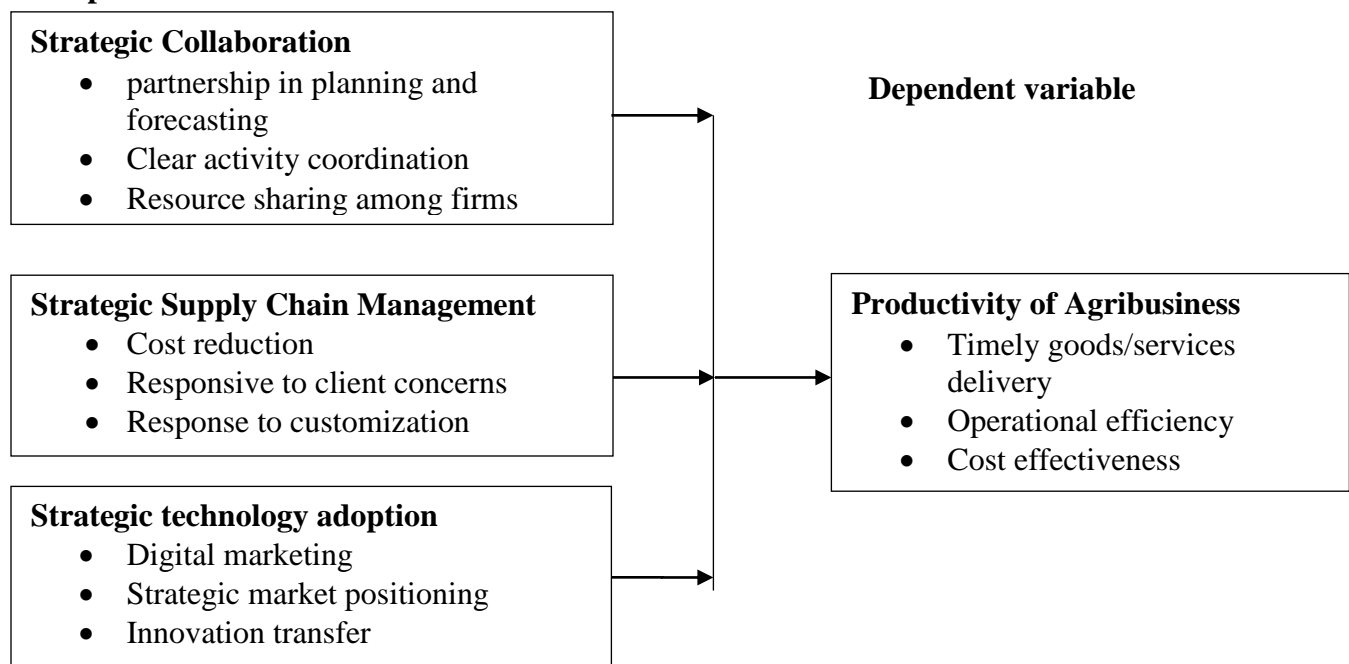 Strategic Collaboration
• partnership in planning and
forecasting
• Clear activity coordination
• Resource sharing among firms
Dependent variable
Strategic Supply Chain Management
• Cost reduction
• Responsive to client concerns
• Response to customization
Productivity of Agribusiness
• Timely goods/services
delivery
• Operational efficiency
• Cost effectiveness
Strategic technology adoption
• Digital marketing
• Strategic market positioning
• Innovation transfer